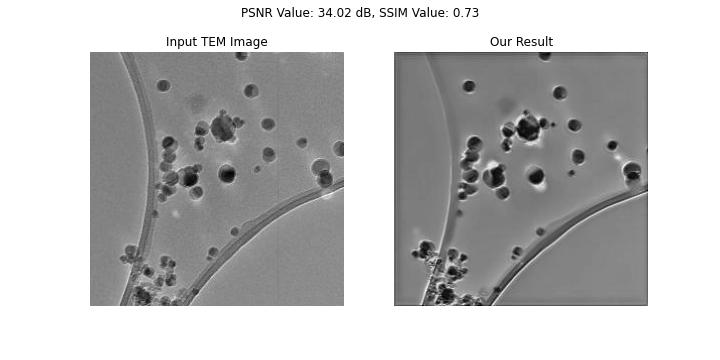 PSNR Value: 34.02 dB, SSIM Value: 0.73
Input TEM Image
Our Result